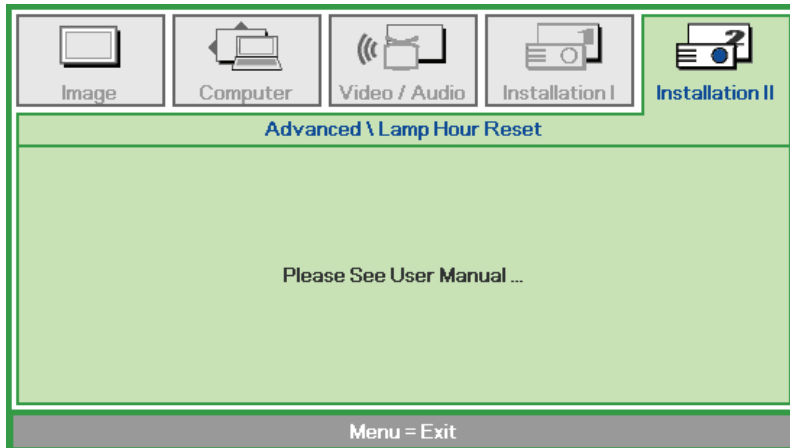 Image Computer Video / Audio Installation I Installation II
Advanced \ Lamp Hour Reset
Please See User Manual ...
Menu = Exit